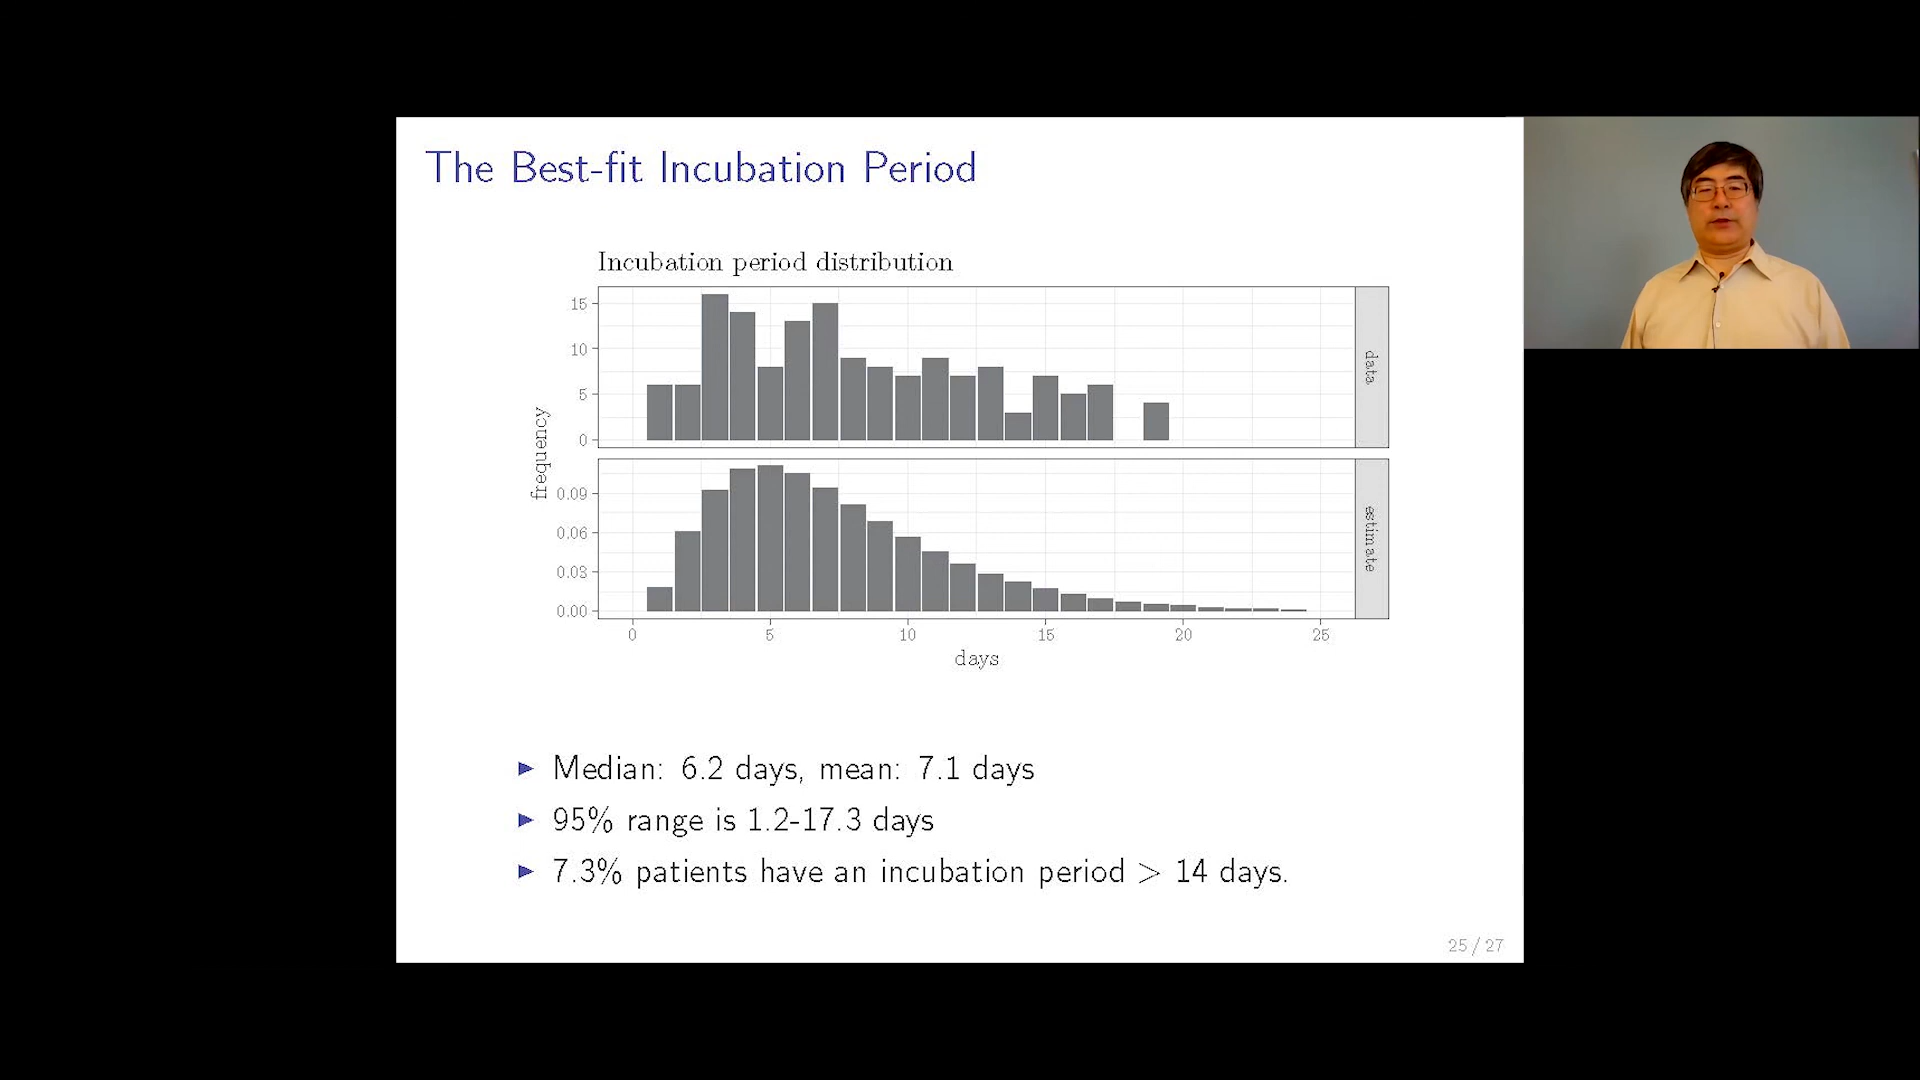 The Best-fit Incubation Period
Incubation period distribution
15
10
5
0
data
frequency
0.09
0.06
0.03
0.00
estimate
0 5 10 15 20 25
days
► Median: 6.2 days, mean: 7.1 days
► 95% range is 1.2-17.3 days
► 7.3% patients have an incubation period > 14 days.
25 / 27